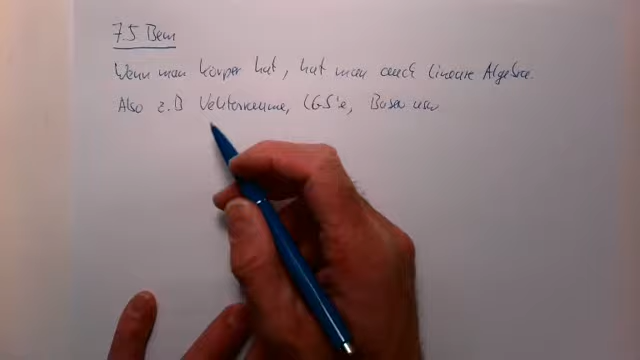 7.5 Bem
Wenn man Körper hat, hat man auch lineare Algebra.
Also z.B Vektorräume, LGS'e, Basen usw